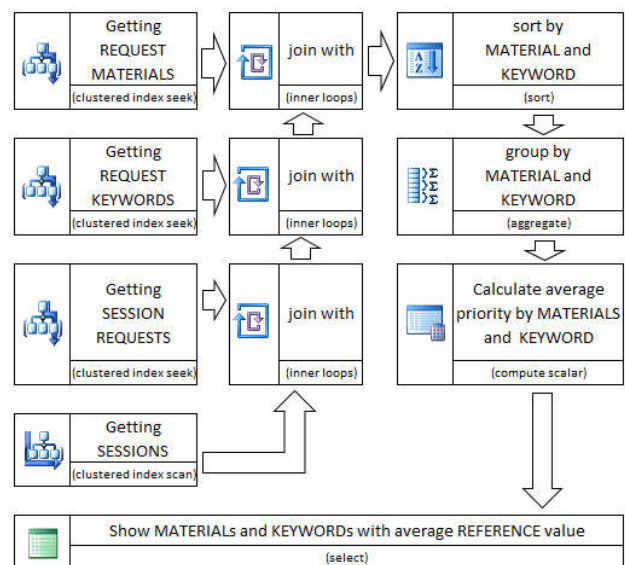 Getting
REQUEST
MATERIALS
(clustered index seek)
join with
(inner loops)
sort by
MATERIAL and
KEYWORD
(sort)
Getting
REQUEST
KEYWORDS
(clustered index seek)
join with
(inner loops)
group by
MATERIAL and
KEYWORD
(aggregate)
Getting
SESSION
REQUESTS
(clustered index seek)
join with
(inner loops)
Calculate average
priority by MATERIALS
and KEYWORD
(compute scalar)
Getting
SESSIONS
(clustered index scan)
Show MATERIALs and KEYWORDs with average REFERENCE value
(select)